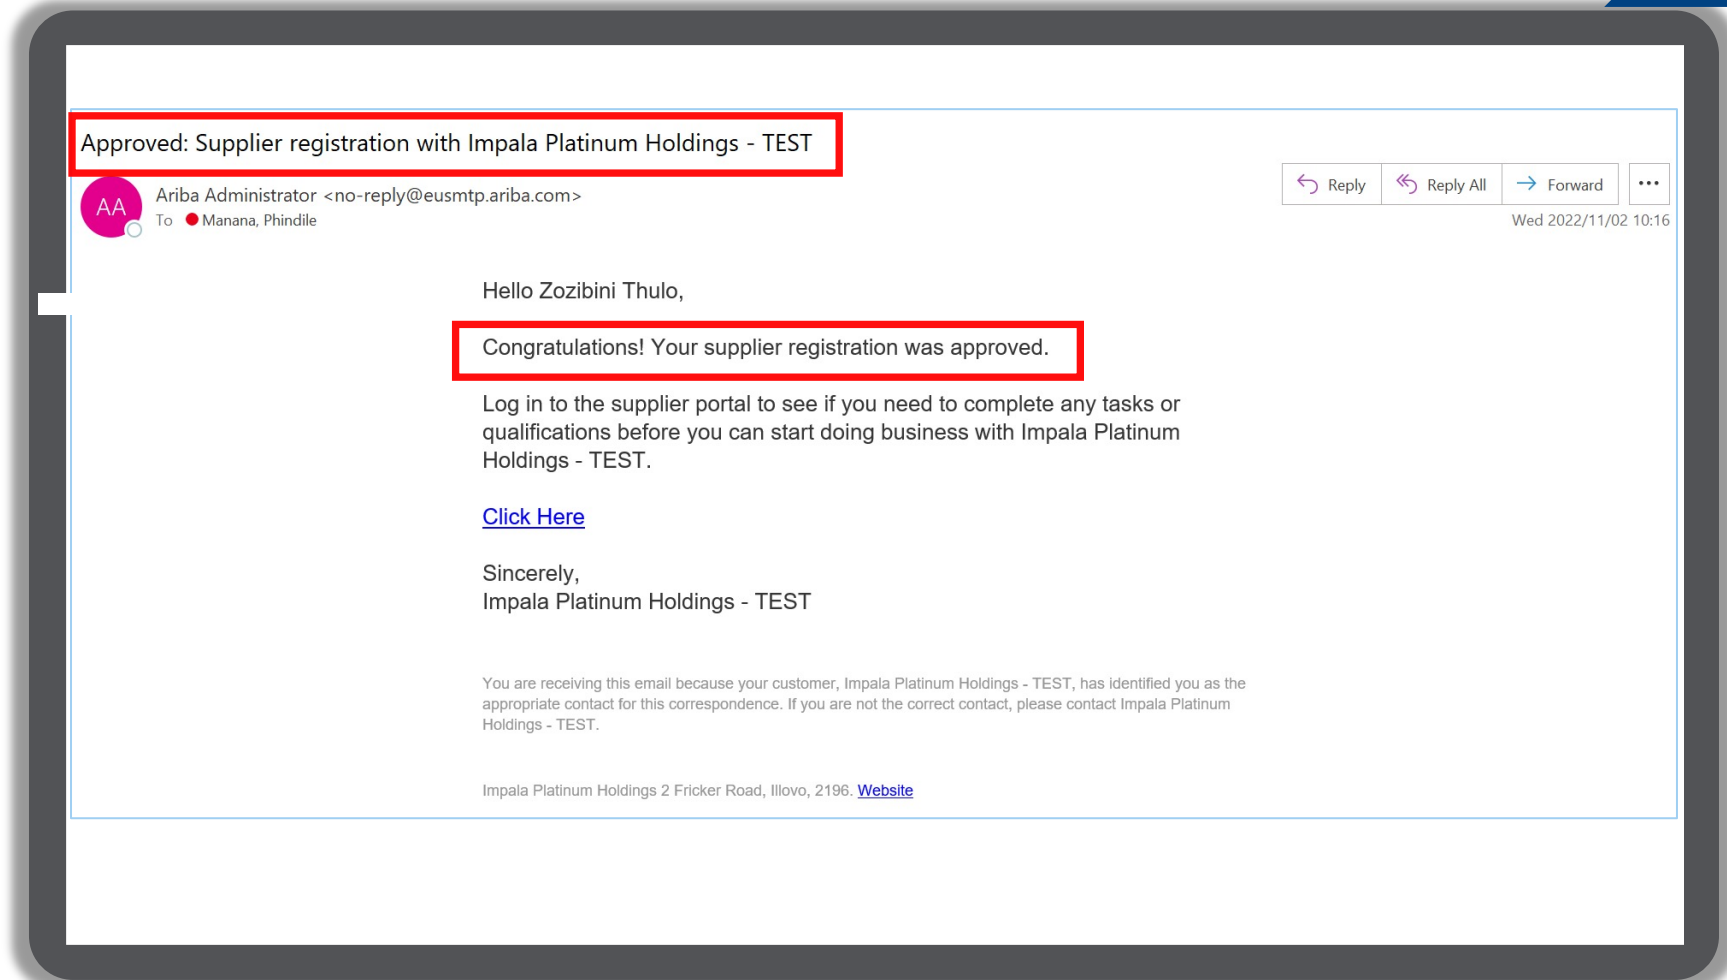 Approved: Supplier registration with Impala Platinum Holdings - TEST
AA
Ariba Administrator <no-reply@eusmtp.ariba.com>
To Manana, Phindile
Reply
Reply All
Forward
Wed 2022/11/02 10:16
Hello Zozibini Thulo,
Congratulations! Your supplier registration was approved.
Log in to the supplier portal to see if you need to complete any tasks or
qualifications before you can start doing business with Impala Platinum
Holdings - TEST.
Click Here
Sincerely,
Impala Platinum Holdings - TEST
You are receiving this email because your customer, Impala Platinum Holdings - TEST, has identified you as the
appropriate contact for this correspondence. If you are not the correct contact, please contact Impala Platinum
Holdings - TEST.
Impala Platinum Holdings 2 Fricker Road, Illovo, 2196. Website